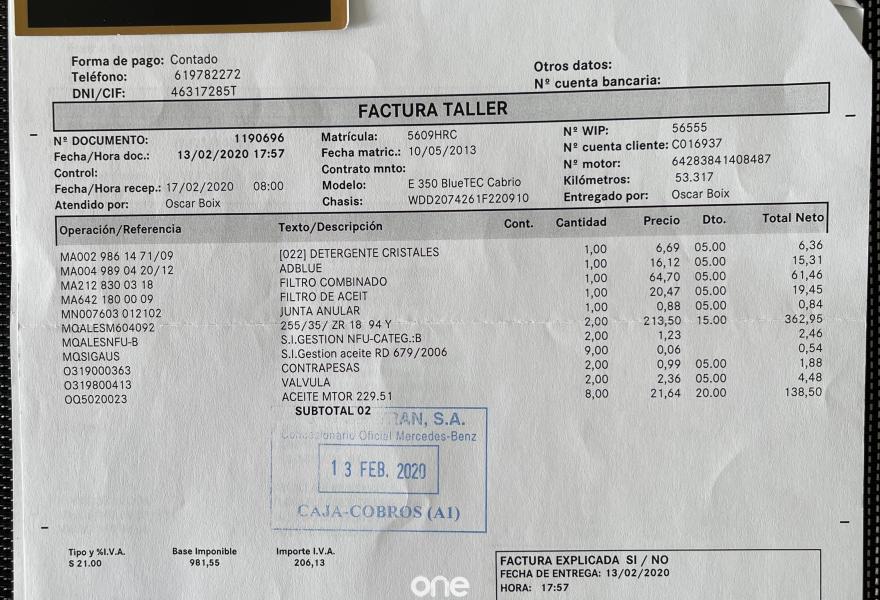 Forma de pago: Contado
Teléfono: 619782272
DNI/CIF: 46317285T
Otros datos:
Nº cuenta bancaria:
FACTURA TALLER
Nº DOCUMENTO: 1190696
Fecha/Hora doc.: 13/02/2020 17:57
Control:
Fecha/Hora recep.: 17/02/2020 08:00
Atendido por: Oscar Boix
Matrícula: 5609HRC
Fecha matric.: 10/05/2013
Contrato mnto:
Modelo: E 350 BlueTEC Cabrio
Chasis: WDD2074261F220910
Nº WIP: 56555
Nº cuenta cliente: C016937
Nº motor: 64283841408487
Kilómetros: 53.317
Entregado por: Oscar Boix
Operación/Referencia Texto/Descripción Cont. Cantidad Precio Dto. Total Neto
MA002 986 14 71/09 [022] DETERGENTE CRISTALES 1,00 6,69 05.00 6,36
MA004 989 04 20/12 ADBLUE 1,00 16,12 05.00 15,31
MA212 830 03 18 FILTRO COMBINADO 1,00 64,70 05.00 61,46
MA642 180 00 09 FILTRO DE ACEIT 1,00 20,47 05.00 19,45
MN007603 012102 JUNTA ANULAR 1,00 0,88 05.00 0,84
MQALESM604092 255/35/ ZR 18 94 Y 2,00 213,50 15.00 362,95
MQALESNFU-B S.I.GESTION NFU-CATEG.:B 2,00 1,23 2,46
MQSIGAUS S.I.Gestion aceite RD 679/2006 9,00 0,06 0,54
O319000363 CONTRAPESAS 2,00 0,99 05.00 1,88
O319800413 VALVULA 2,00 2,36 05.00 4,48
OQ5020023 ACEITE MTOR 229.51 8,00 21,64 20.00 138,50
SUBTOTAL 02
S.A.
Concesionario Oficial Mercedes-Benz
13 FEB. 2020
CAJA-COBROS (A1)
Tipo y %I.V.A. Base Imponible Importe I.V.A.
S 21.00 981,55 206,13
FACTURA EXPLICADA SI / NO
FECHA DE ENTREGA: 13/02/2020
HORA: 17:57
one